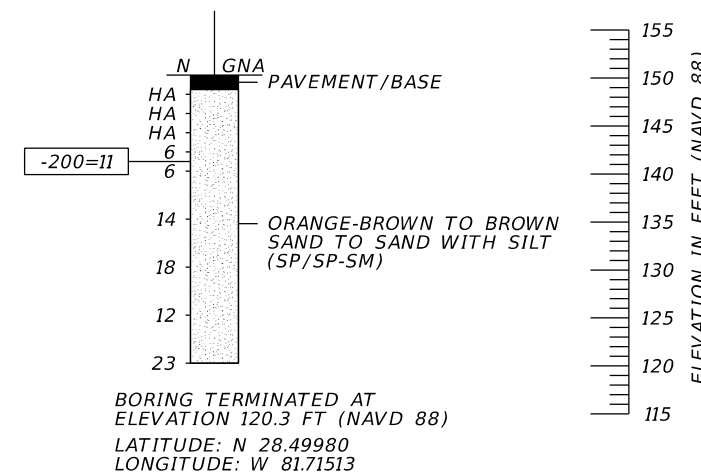 N GNA
PAVEMENT/BASE
HA
HA
HA
6
-200=11
6
14
ORANGE-BROWN TO BROWN
SAND TO SAND WITH SILT
(SP/SP-SM)
18
12
23
BORING TERMINATED AT
ELEVATION 120.3 FT (NAVD 88)
LATITUDE: N 28.49980
LONGITUDE: W 81.71513
155
150
145
140
135
130
125
120
115
ELEVATION IN FEET (NAVD 88)